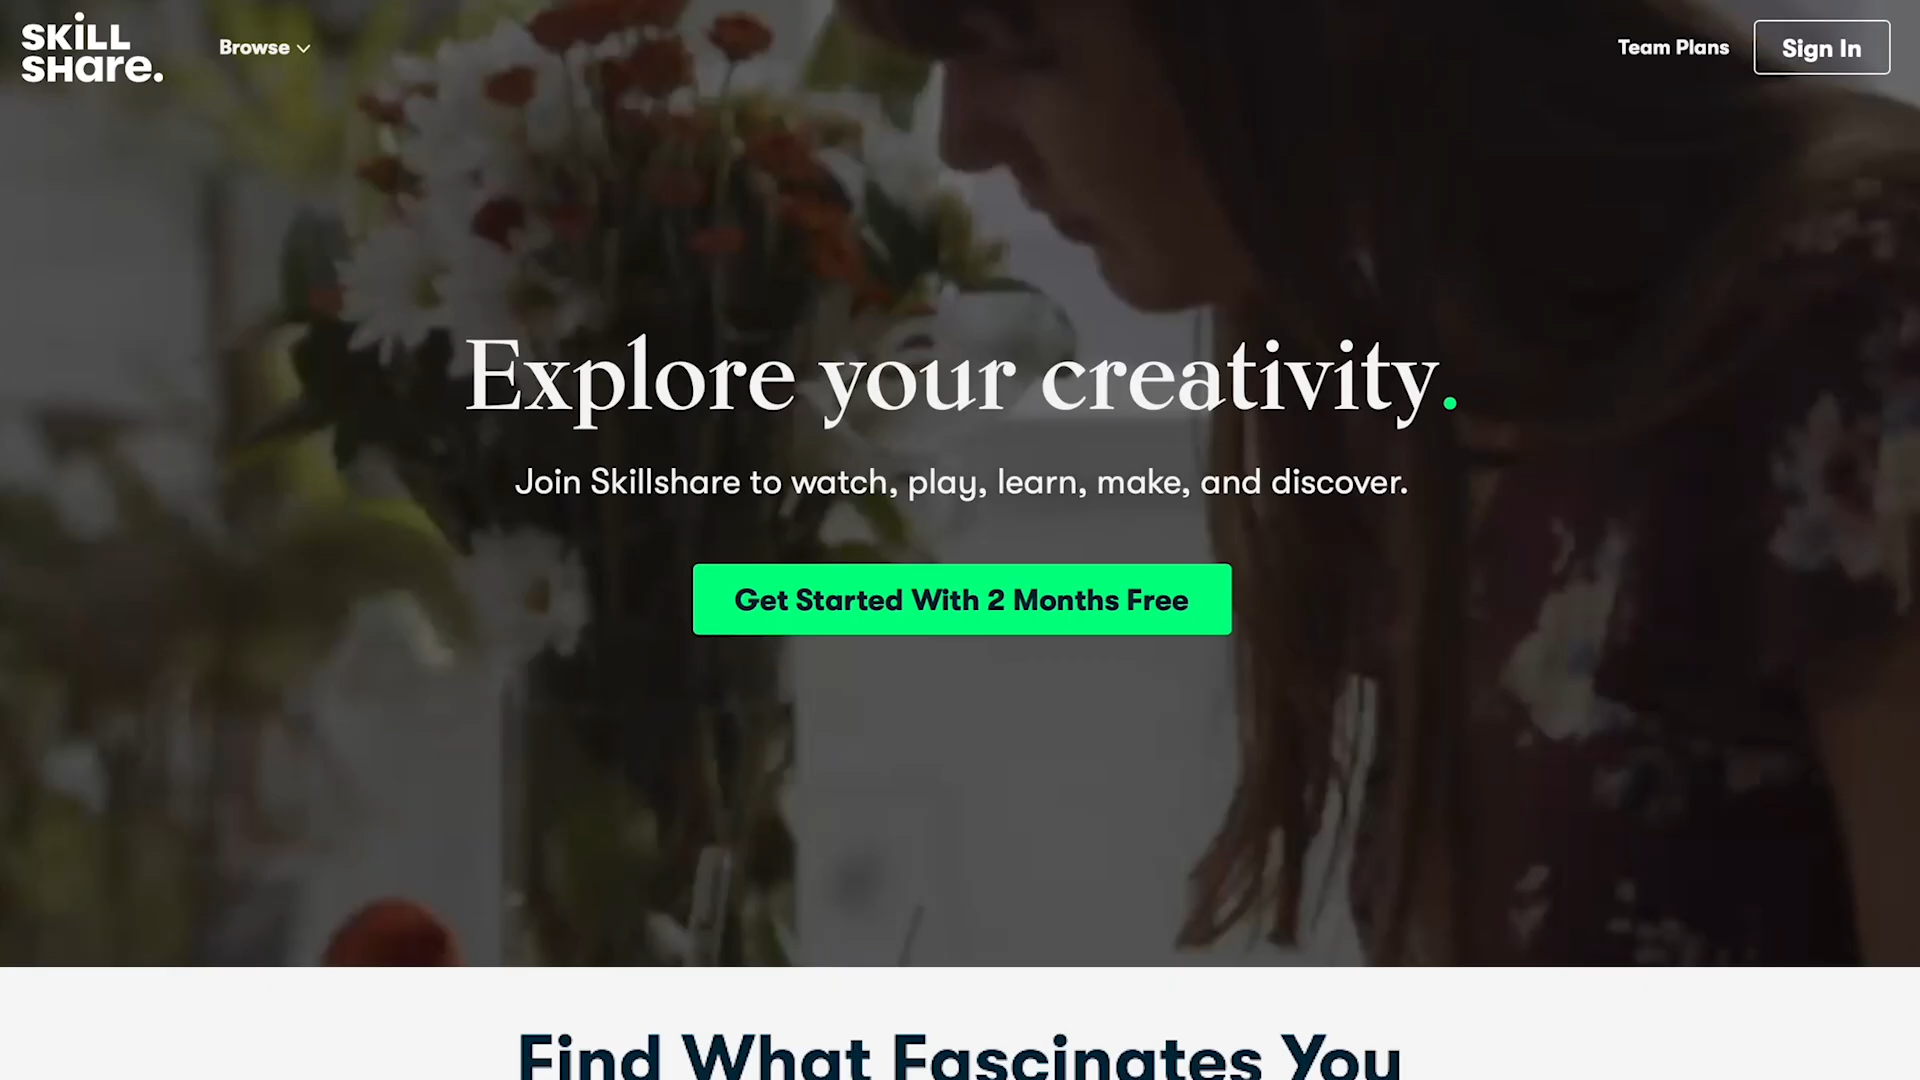 SKiLL
SHare.
Browse
Team Plans
Sign In
Explore your creativity.
Join Skillshare to watch, play, learn, make, and discover.
Get Started With 2 Months Free
Find What Fascinates You